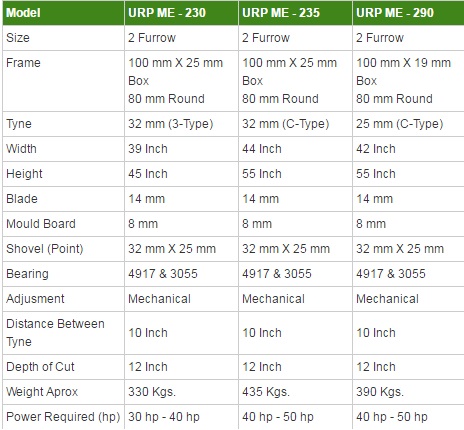 Model URP ME - 230 URP ME - 235 URP ME - 290
Size 2 Furrow 2 Furrow 2 Furrow
Frame 100 mm X 25 mm 100 mm X 25 mm 100 mm X 19 mm
Box Box Box
80 mm Round 80 mm Round 80 mm Round
Tyne 32 mm (3-Type) 32 mm (C-Type) 25 mm (C-Type)
Width 39 Inch 44 Inch 42 Inch
Height 45 Inch 55 Inch 55 Inch
Blade 14 mm 14 mm 14 mm
Mould Board 8 mm 8 mm 8 mm
Shovel (Point) 32 mm X 25 mm 32 mm X 25 mm 32 mm X 25 mm
Bearing 4917 & 3055 4917 & 3055 4917 & 3055
Adjusment Mechanical Mechanical Mechanical
Distance Between
Tyne 10 Inch 10 Inch 10 Inch
Depth of Cut 12 Inch 12 Inch 12 Inch
Weight Aprox 330 Kgs. 435 Kgs. 390 Kgs.
Power Required (hp) 30 hp - 40 hp 40 hp - 50 hp 40 hp - 50 hp